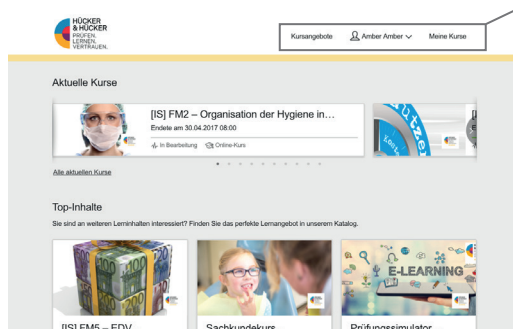 HÜCKER
& HÜCKER
PRÜFEN.
LERNEN.
VERTRAUEN.
Kursangebote
Amber Amber
Meine Kurse
Aktuelle Kurse
[IS] FM2 – Organisation der Hygiene in…
Endete am 30.04.2017 08:00
In Bearbeitung
Online-Kurs
Alle aktuellen Kurse
Top-Inhalte
Sie sind an weiteren Lerninhalten interessiert? Finden Sie das perfekte Lernangebot in unserem Katalog.
100
200
E-LEARNING
[IS] FM5 – EDV
Sachkundekurs
Prüfungssimulator